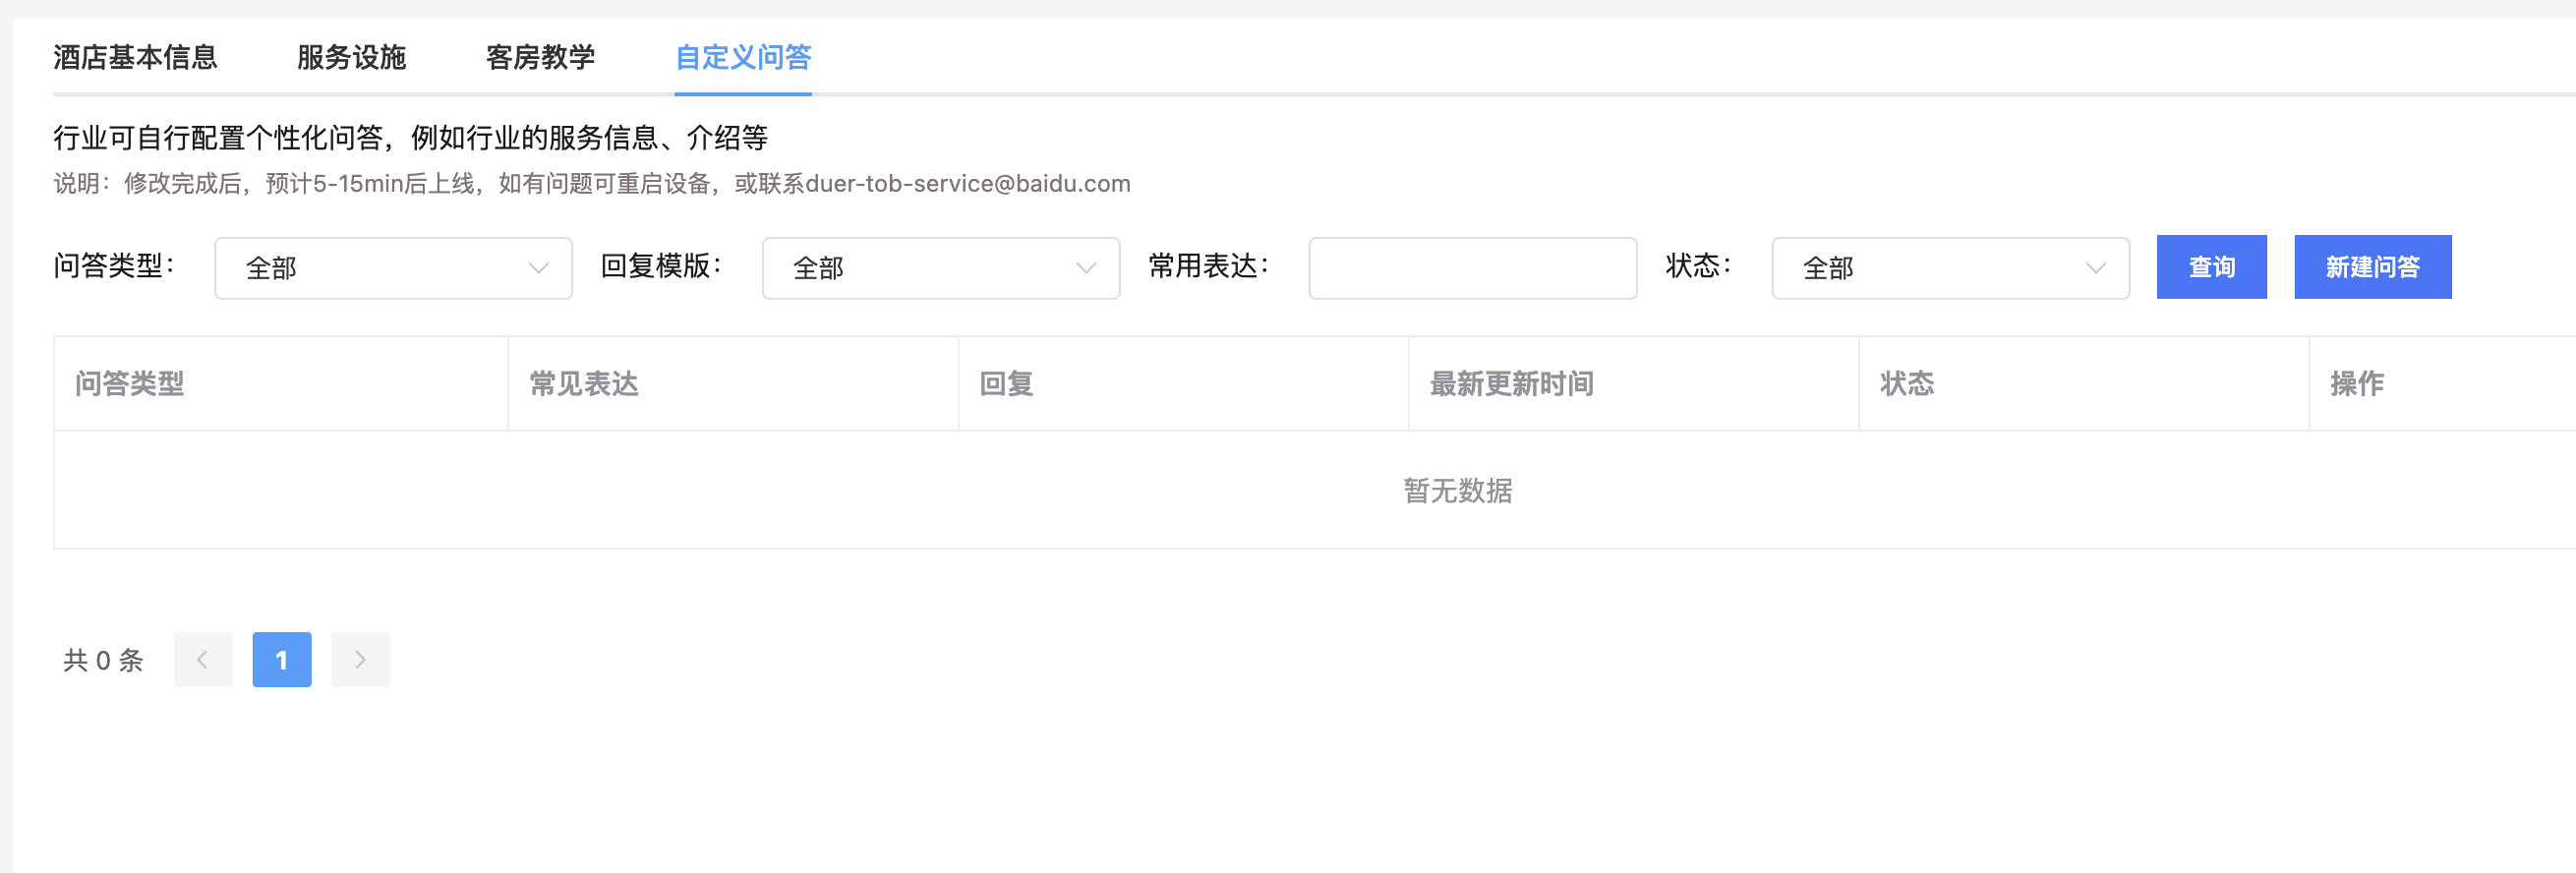 酒店基本信息 服务设施 客房教学 自定义问答
行业可自行配置个性化问答，例如行业的服务信息、介绍等
说明：修改完成后，预计5-15min后上线，如有问题可重启设备，或联系duer-tob-service@baidu.com
问答类型： 全部 回复模版： 全部 常用表达： 状态： 全部 查询 新建问答
问答类型 常见表达 回复 最新更新时间 状态 操作
暂无数据
共 0 条 1